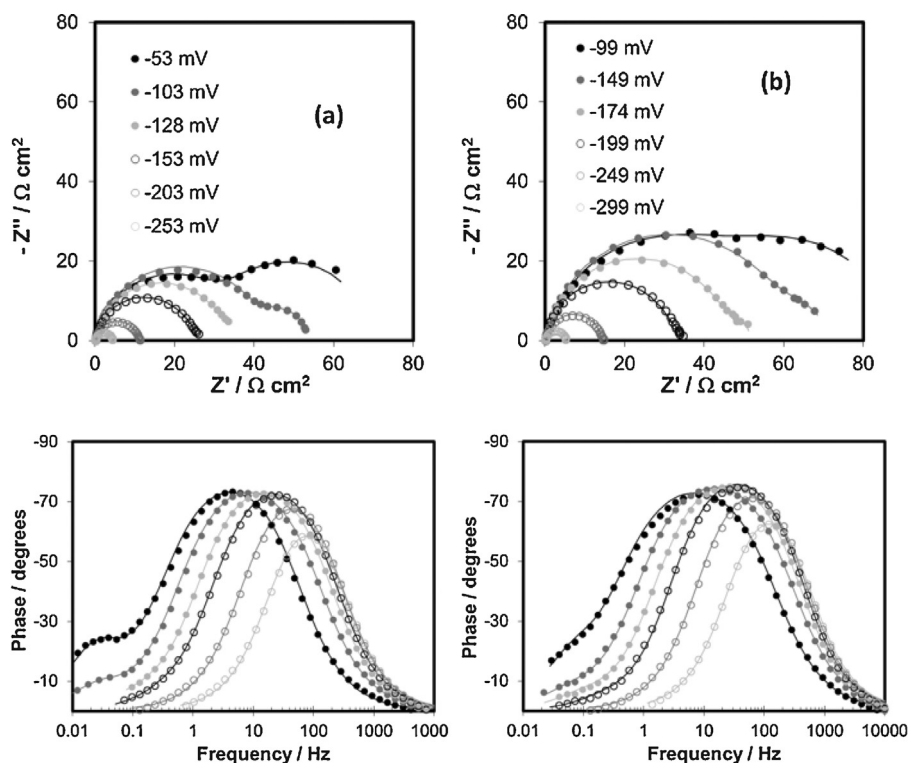 80
60
40
20
0
- Z" / Ω cm²
-53 mV
-103 mV
-128 mV
-153 mV
-203 mV
-253 mV
(a)
0 20 40 60 80
Z' / Ω cm²
80
60
40
20
0
- Z" / Ω cm²
-99 mV
-149 mV
-174 mV
-199 mV
-249 mV
-299 mV
(b)
0 20 40 60 80
Z' / Ω cm²
-90
-70
-50
-30
-10
Phase / degrees
0.01 0.1 1 10 100 1000 10000
Frequency / Hz
-90
-70
-50
-30
-10
Phase / degrees
0.01 0.1 1 10 100 1000 10000
Frequency / Hz